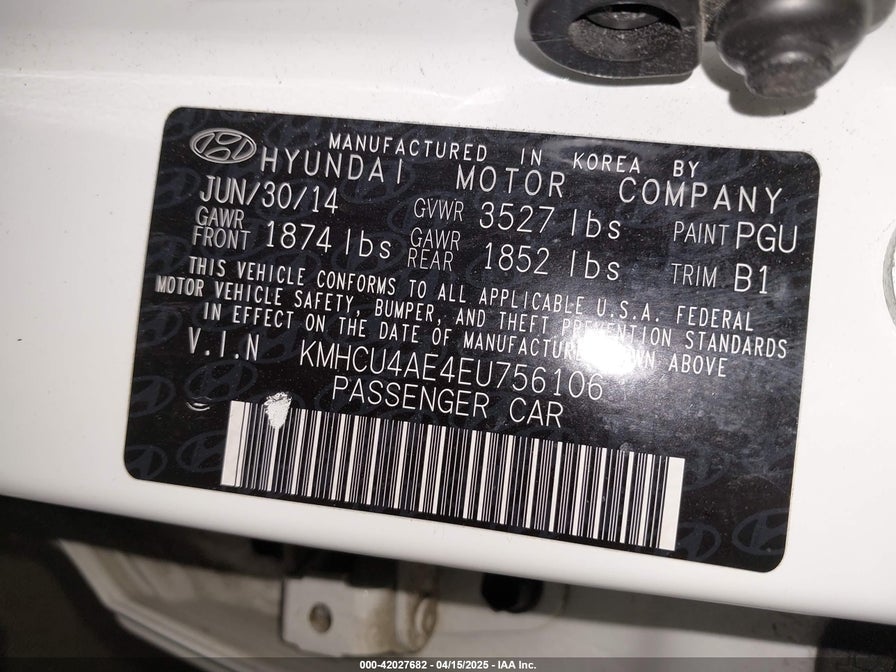 MANUFACTURED IN KOREA BY
HYUNDAI MOTOR COMPANY
JUN/30/14 GVWR 3527 lbs PAINT PGU
GAWR FRONT 1874 lbs GAWR REAR 1852 lbs TRIM B1
THIS VEHICLE CONFORMS TO ALL APPLICABLE U.S.A. FEDERAL
MOTOR VEHICLE SAFETY, BUMPER, AND THEFT PREVENTION STANDARDS
IN EFFECT ON THE DATE OF MANUFACTURE ABOVE
V.I.N KMHCU4AE4EU756106
PASSENGER CAR
000-42027682 - 04/15/2025 - IAA Inc.